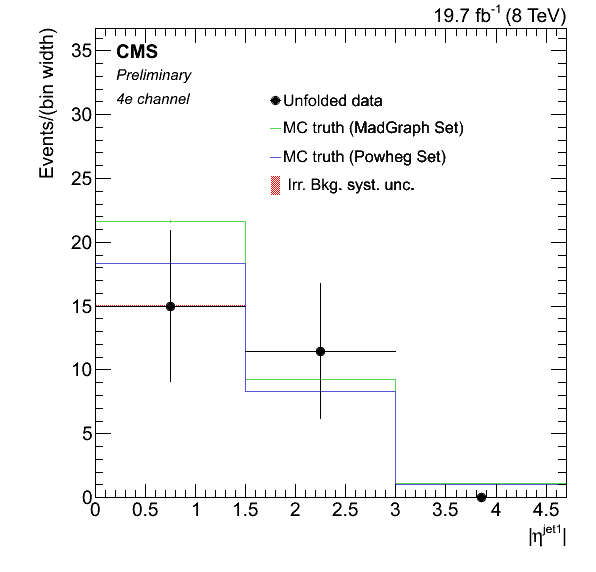 19.7 fb-1 (8 TeV)
Events/(bin width)
CMS
Preliminary
4e channel
Unfolded data
MC truth (MadGraph Set)
MC truth (Powheg Set)
Irr. Bkg. syst. unc.
35
30
25
20
15
10
5
0
0 0.5 1 1.5 2 2.5 3 3.5 4 4.5
|ηjet1|